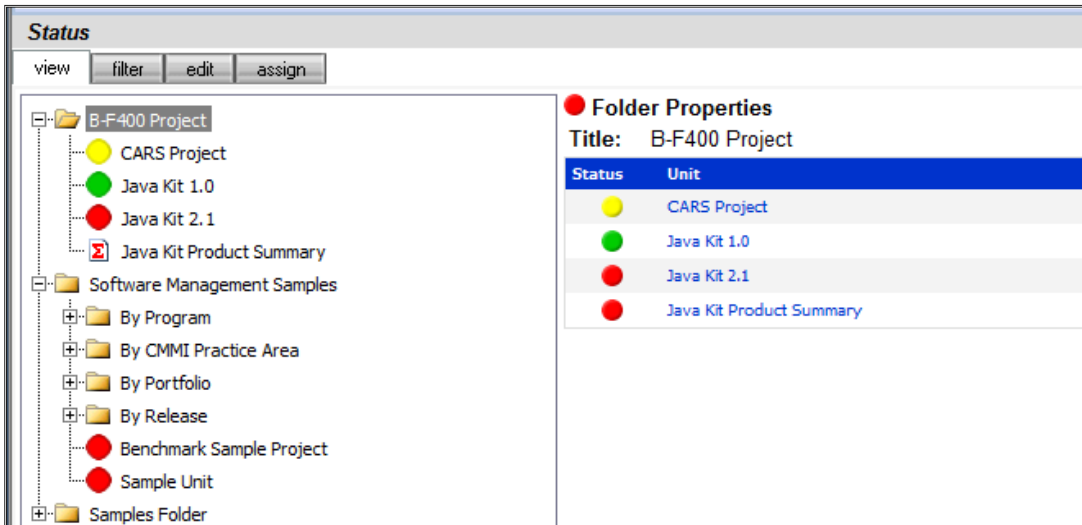 Status
view filter edit assign
B-F400 Project
CARS Project
Java Kit 1.0
Java Kit 2.1
Σ Java Kit Product Summary
Software Management Samples
By Program
By CMMI Practice Area
By Portfolio
By Release
Benchmark Sample Project
Sample Unit
Samples Folder
Folder Properties
Title: B-F400 Project
Status Unit
CARS Project
Java Kit 1.0
Java Kit 2.1
Java Kit Product Summary